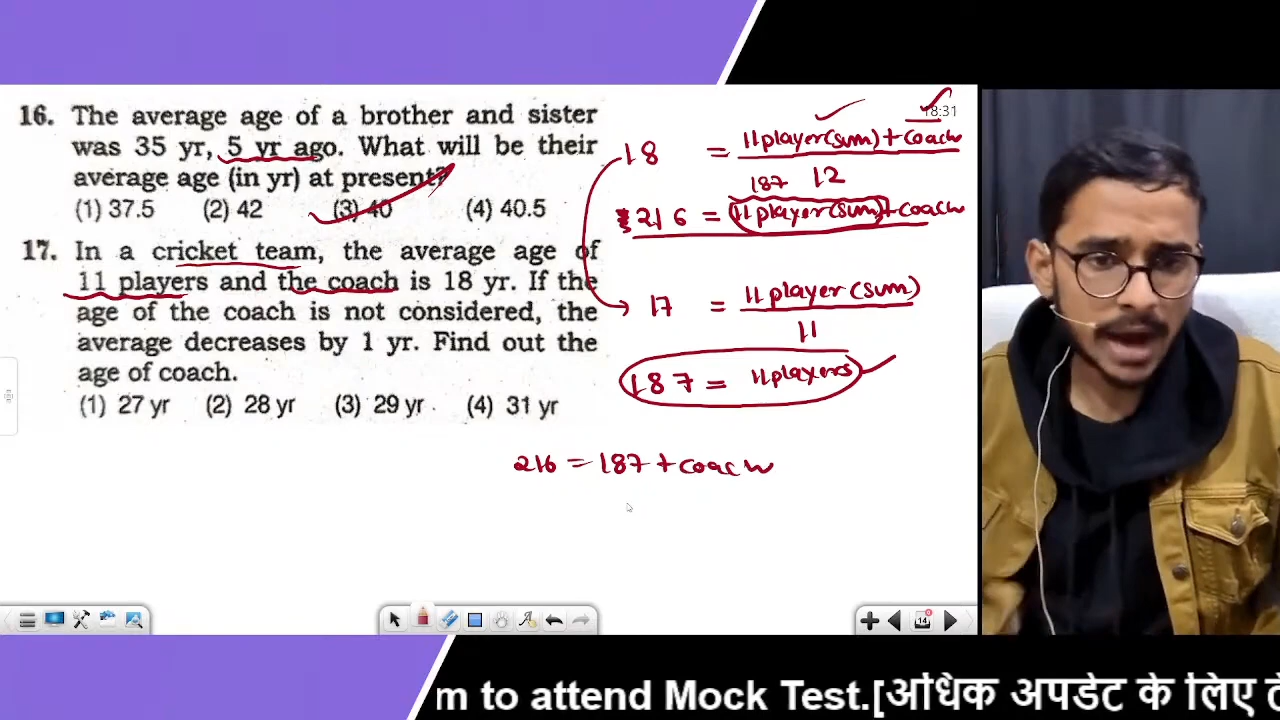 16. The average age of a brother and sister
was 35 yr, 5 yr ago. What will be their
average age (in yr) at present?
(1) 37.5 (2) 42 (3) 40 (4) 40.5
17. In a cricket team, the average age of
11 players and the coach is 18 yr. If the
age of the coach is not considered, the
average decreases by 1 yr. Find out the
age of coach.
(1) 27 yr (2) 28 yr (3) 29 yr (4) 31 yr
18:31
18 = 11player(sum)+coach
12
187
216 = 11player(sum)+coach
17 = 11player(sum)
11
187 = 11players
216 = 187+coach
14
m to attend Mock Test.[अधिक अपडेट के लिए